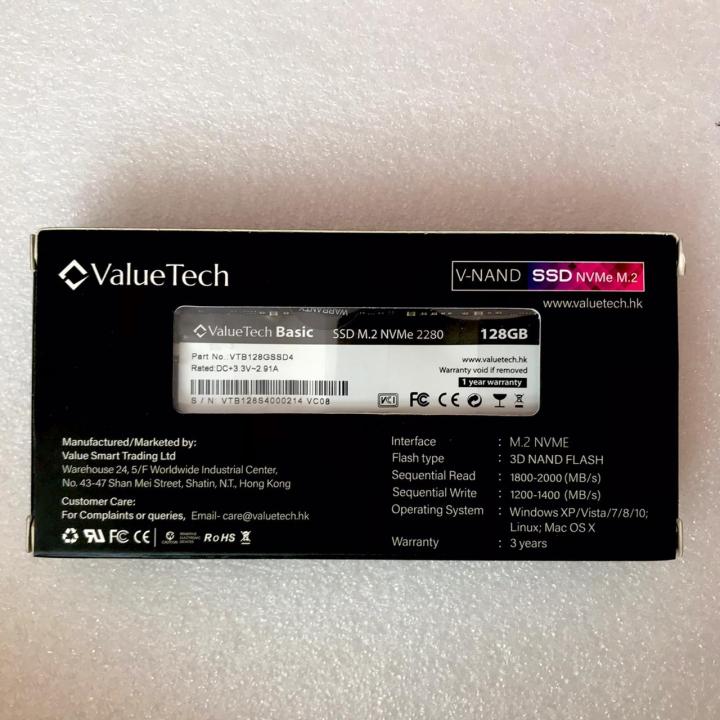 ValueTech
V-NAND SSD NVMe M.2
www.valuetech.hk
WARRANTY
ValueTech Basic SSD M.2 NVMe 2280 128GB
Part No.:VTB128GSSD4
Rated:DC+3.3V~2.91A
www.valuetech.hk
Warranty void if removed
1 year warranty
S / N VTB128S4000214 VC08
FC CE
Manufactured/Marketed by:
Value Smart Trading Ltd
Warehouse 24, 5/F Worldwide Industrial Center,
No. 43-47 Shan Mei Street, Shatin, N.T., Hong Kong
Customer Care:
For Complaints or queries, Email- care@valuetech.hk
FC CE CAUTION RoHS
Interface : M.2 NVME
Flash type : 3D NAND FLASH
Sequential Read : 1800-2000 (MB/s)
Sequential Write : 1200-1400 (MB/s)
Operating System : Windows XP/Vista/7/8/10;
Linux; Mac OS X
Warranty : 3 years